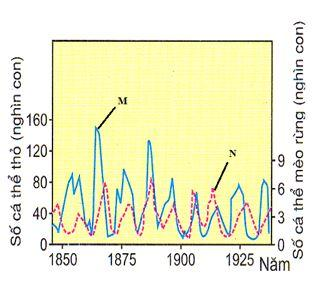 Số cá thể thỏ (nghìn con)
160
120
80
40
0
M
N
9
6
3
0
Số cá thể mèo rừng (nghìn con)
1850
1875
1900
1925
Năm